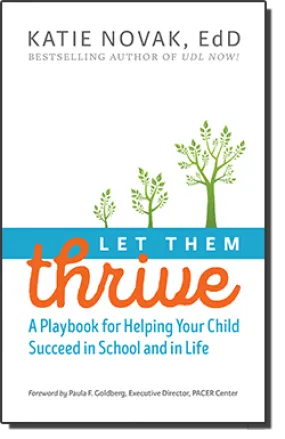 KATIE NOVAK, EdD
BESTSELLING AUTHOR OF UDL NOW!
LET THEM
thrive
A Playbook for Helping Your Child
Succeed in School and in Life
Foreword by Paula F. Goldberg, Executive Director, PACER Center